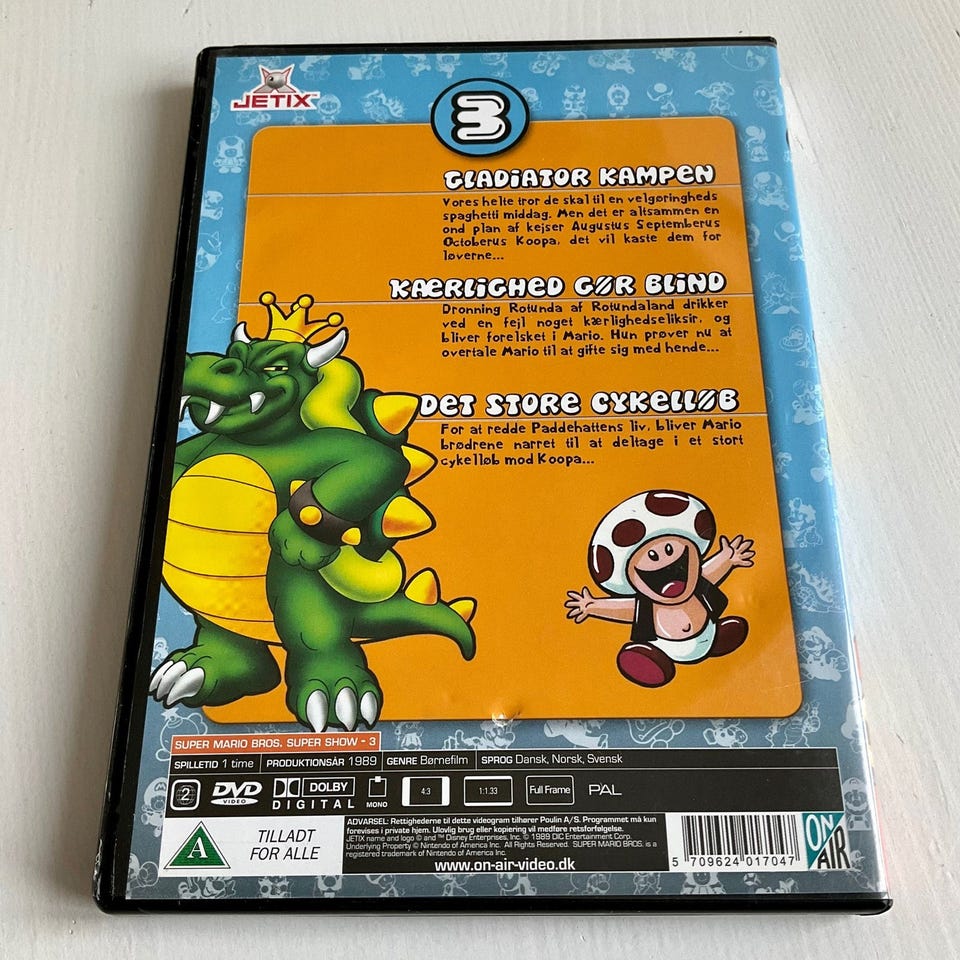 JETIX™
3
GLADIATOR KAMPEN
Vores helte tror de skal til en velgøringheds
spaghetti middag. Men det er altsammen en
ond plan af kejser Augustus Septemberus
Octoberus Koopa, det vil kaste dem for
løverne...
KÆRLIGHED GØR BLIND
Dronning Rotunda af Rotundaland drikker
ved en fejl noget kærlighedseliksir, og
bliver forelsket i Mario. Hun prøver nu at
overtale Mario til at gifte sig med hende...
DET STORE CYKELLØB
For at redde Paddehattens liv, bliver Mario
brødrene narret til at deltage i et stort
cykelløb mod Koopa...
SUPER MARIO BROS. SUPER SHOW - 3
SPILLETID 1 time PRODUKTIONSÅR 1989 GENRE Børnefilm SPROG Dansk, Norsk, Svensk
2 DVD VIDEO DOLBY DIGITAL MONO 4:3 1:1.33 Full Frame PAL
A TILLADT FOR ALLE
ADVARSEL: Rettighederne til dette videogram tilhører Poulin A/S. Programmet må kun
forevises i private hjem. Ulovlig brug eller kopiering vil medføre retsforfølgelse.
JETIX name and logo © and ™ Disney Enterprises, Inc. © 1989 DIC Entertainment Corp.
Underlying Property © Nintendo of America Inc. All Rights Reserved. SUPER MARIO BROS. is a
registered trademark of Nintendo of America Inc.
www.on-air-video.dk
5 709624 017047
ON AIR